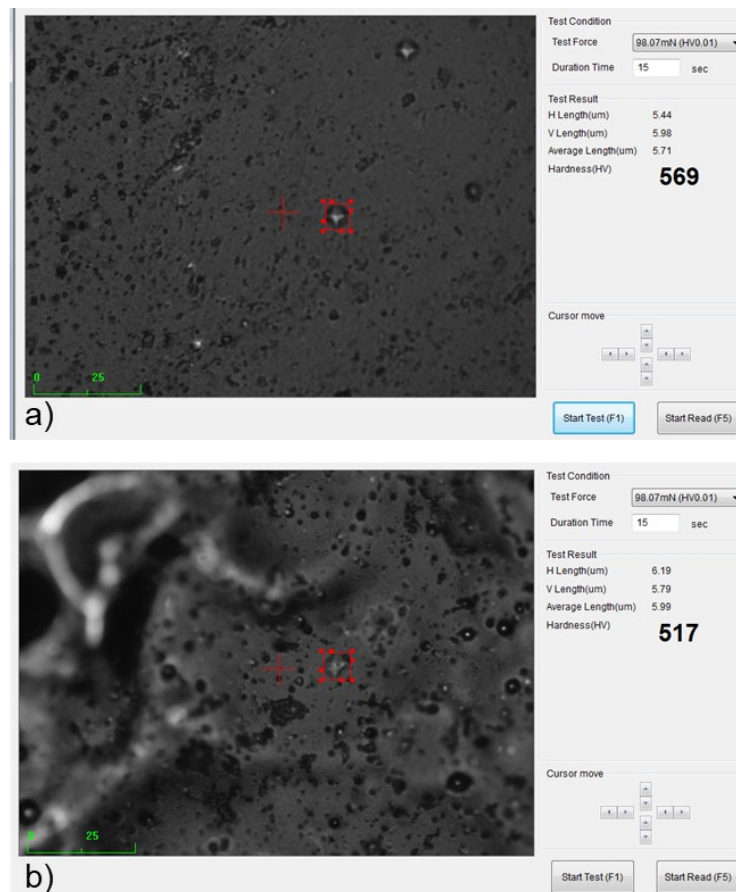 Test Condition
Test Force 98.07mN (HV0.01)
Duration Time 15 sec
Test Result
H Length(um) 5.44
V Length(um) 5.98
Average Length(um) 5.71
Hardness(HV) 569
Cursor move
0 25
a)
Start Test (F1) Start Read (F5)
Test Condition
Test Force 98.07mN (HV0.01)
Duration Time 15 sec
Test Result
H Length(um) 6.19
V Length(um) 5.79
Average Length(um) 5.99
Hardness(HV) 517
Cursor move
0 25
b)
Start Test (F1) Start Read (F5)